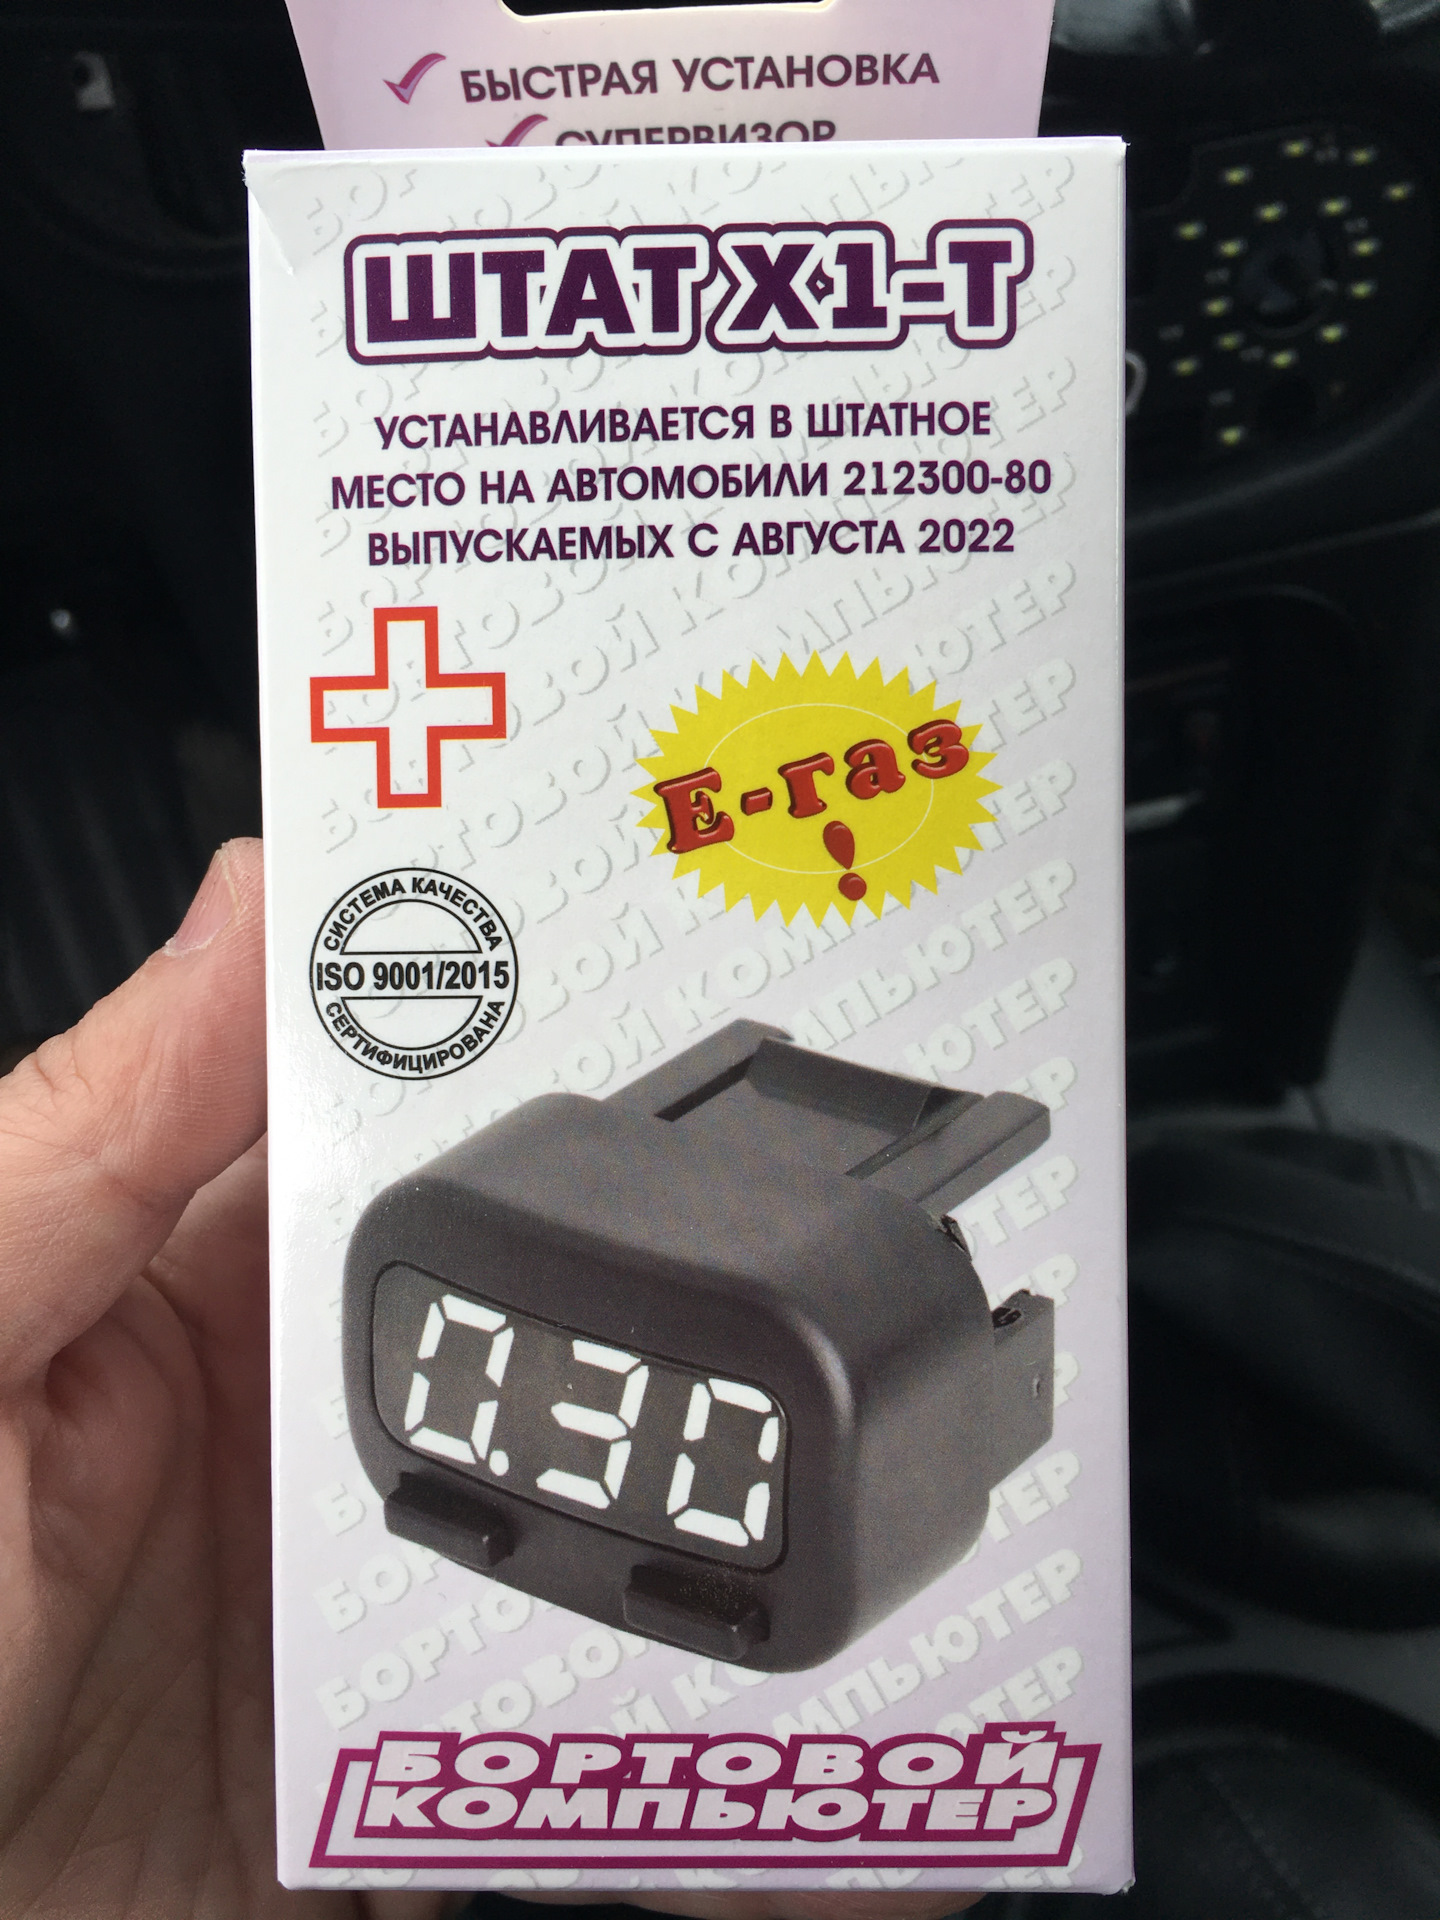 БЫСТРАЯ УСТАНОВКА
СУПЕРВИЗОР
ШТАТ X1-Т
УСТАНАВЛИВАЕТСЯ В ШТАТНОЕ
МЕСТО НА АВТОМОБИЛИ 212300-80
ВЫПУСКАЕМЫХ С АВГУСТА 2022
Е-газ
!
СИСТЕМА КАЧЕСТВА
ISO 9001/2015
СЕРТИФИЦИРОВАНА
0.30
БОРТОВОЙ
КОМПЬЮТЕР